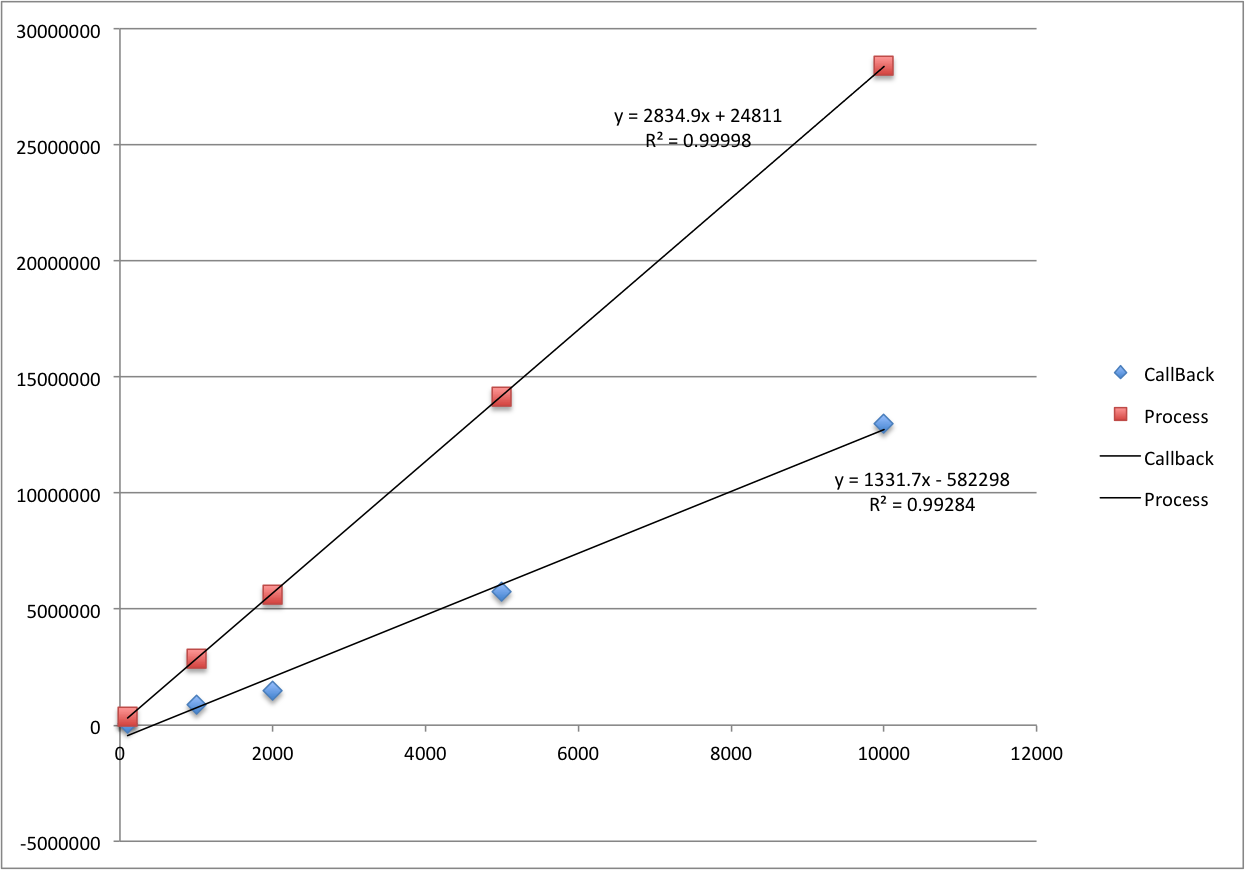 30000000
25000000
20000000
15000000
10000000
5000000
0
-5000000
0 2000 4000 6000 8000 10000 12000
y = 2834.9x + 24811
R² = 0.99998
y = 1331.7x - 582298
R² = 0.99284
CallBack
Process
Callback
Process